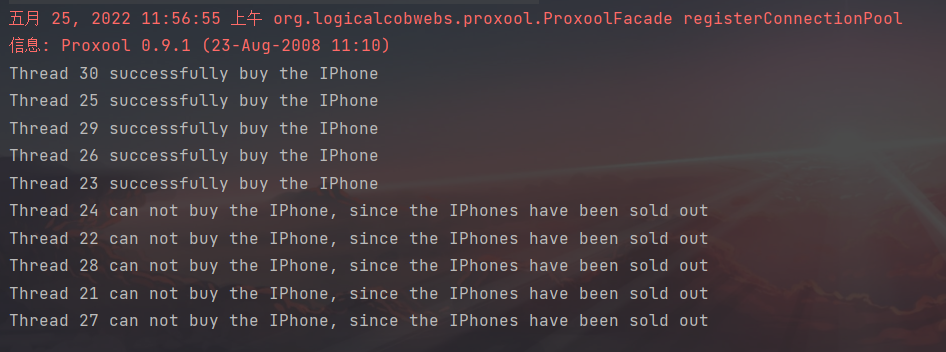 五月 25, 2022 11:56:55 上午 org.logicalcobwebs.proxool.ProxoolFacade registerConnectionPool
信息: Proxool 0.9.1 (23-Aug-2008 11:10)
Thread 30 successfully buy the IPhone
Thread 25 successfully buy the IPhone
Thread 29 successfully buy the IPhone
Thread 26 successfully buy the IPhone
Thread 23 successfully buy the IPhone
Thread 24 can not buy the IPhone, since the IPhones have been sold out
Thread 22 can not buy the IPhone, since the IPhones have been sold out
Thread 28 can not buy the IPhone, since the IPhones have been sold out
Thread 21 can not buy the IPhone, since the IPhones have been sold out
Thread 27 can not buy the IPhone, since the IPhones have been sold out